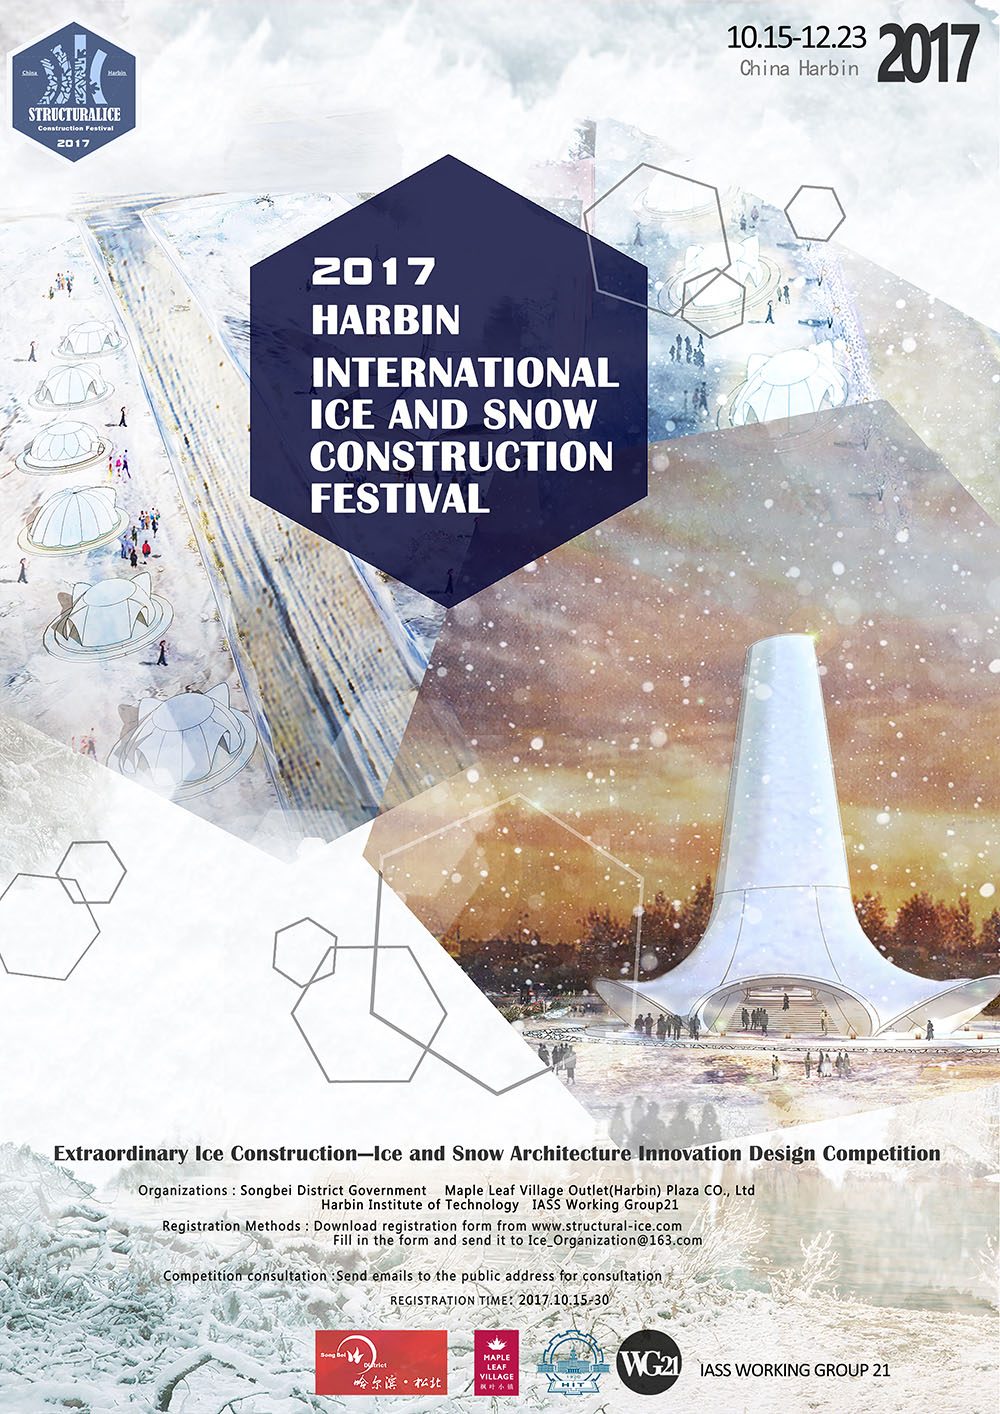 10.15-12.23
China Harbin
2017
China
Harbin
STRUCTURALICE
Construction Festival
2017
2017
HARBIN
INTERNATIONAL
ICE AND SNOW
CONSTRUCTION
FESTIVAL
Extraordinary Ice Construction—Ice and Snow Architecture Innovation Design Competition
Organizations : Songbei District Government Maple Leaf Village Outlet(Harbin) Plaza CO., Ltd
Harbin Institute of Technology IASS Working Group21
Registration Methods : Download registration form from www.structural-ice.com
Fill in the form and send it to Ice_Organization@163.com
Competition consultation :Send emails to the public address for consultation
REGISTRATION TIME: 2017.10.15-30
Song Bei
District
哈尔滨·松北
MAPLE
LEAF
VILLAGE
枫叶小镇
1920
HIT
WG21
IASS WORKING GROUP 21